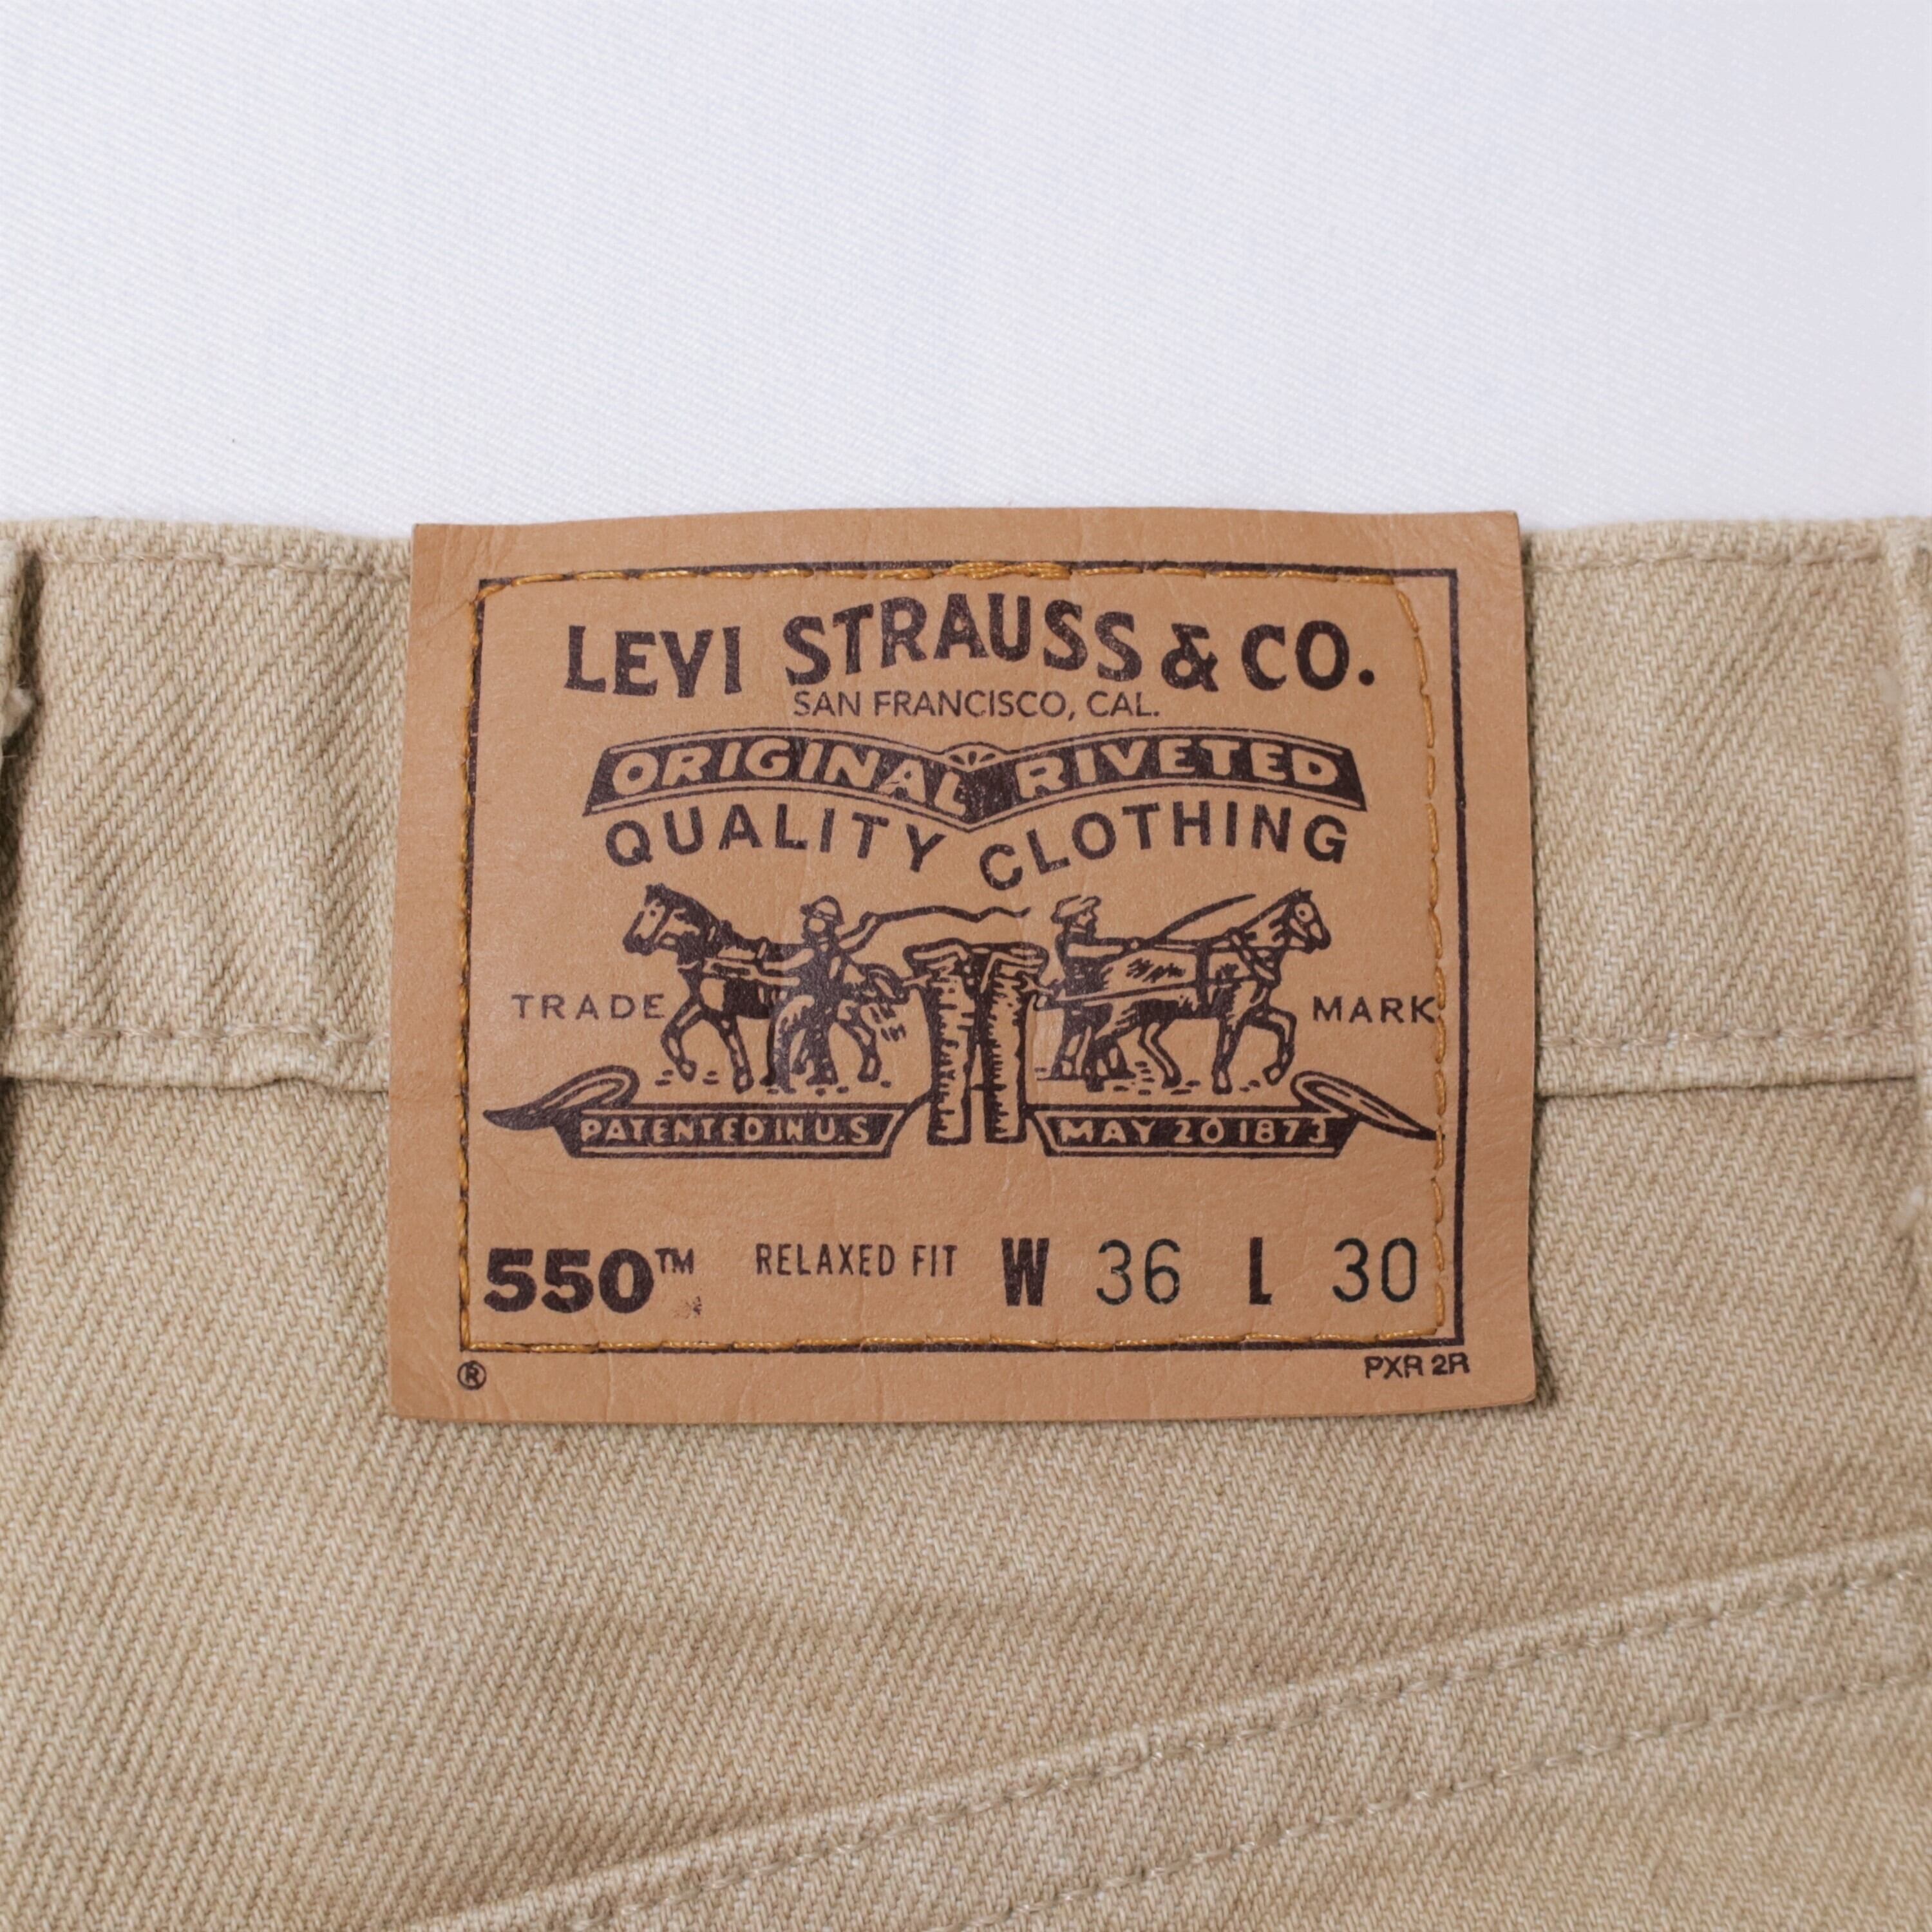 LEVI STRAUSS & CO.
SAN FRANCISCO, CAL.
ORIGINAL RIVETED
QUALITY CLOTHING
TRADE MARK
PATENTED IN U.S MAY 20 1873
550™ RELAXED FIT W 36 L 30
® PXR 2R